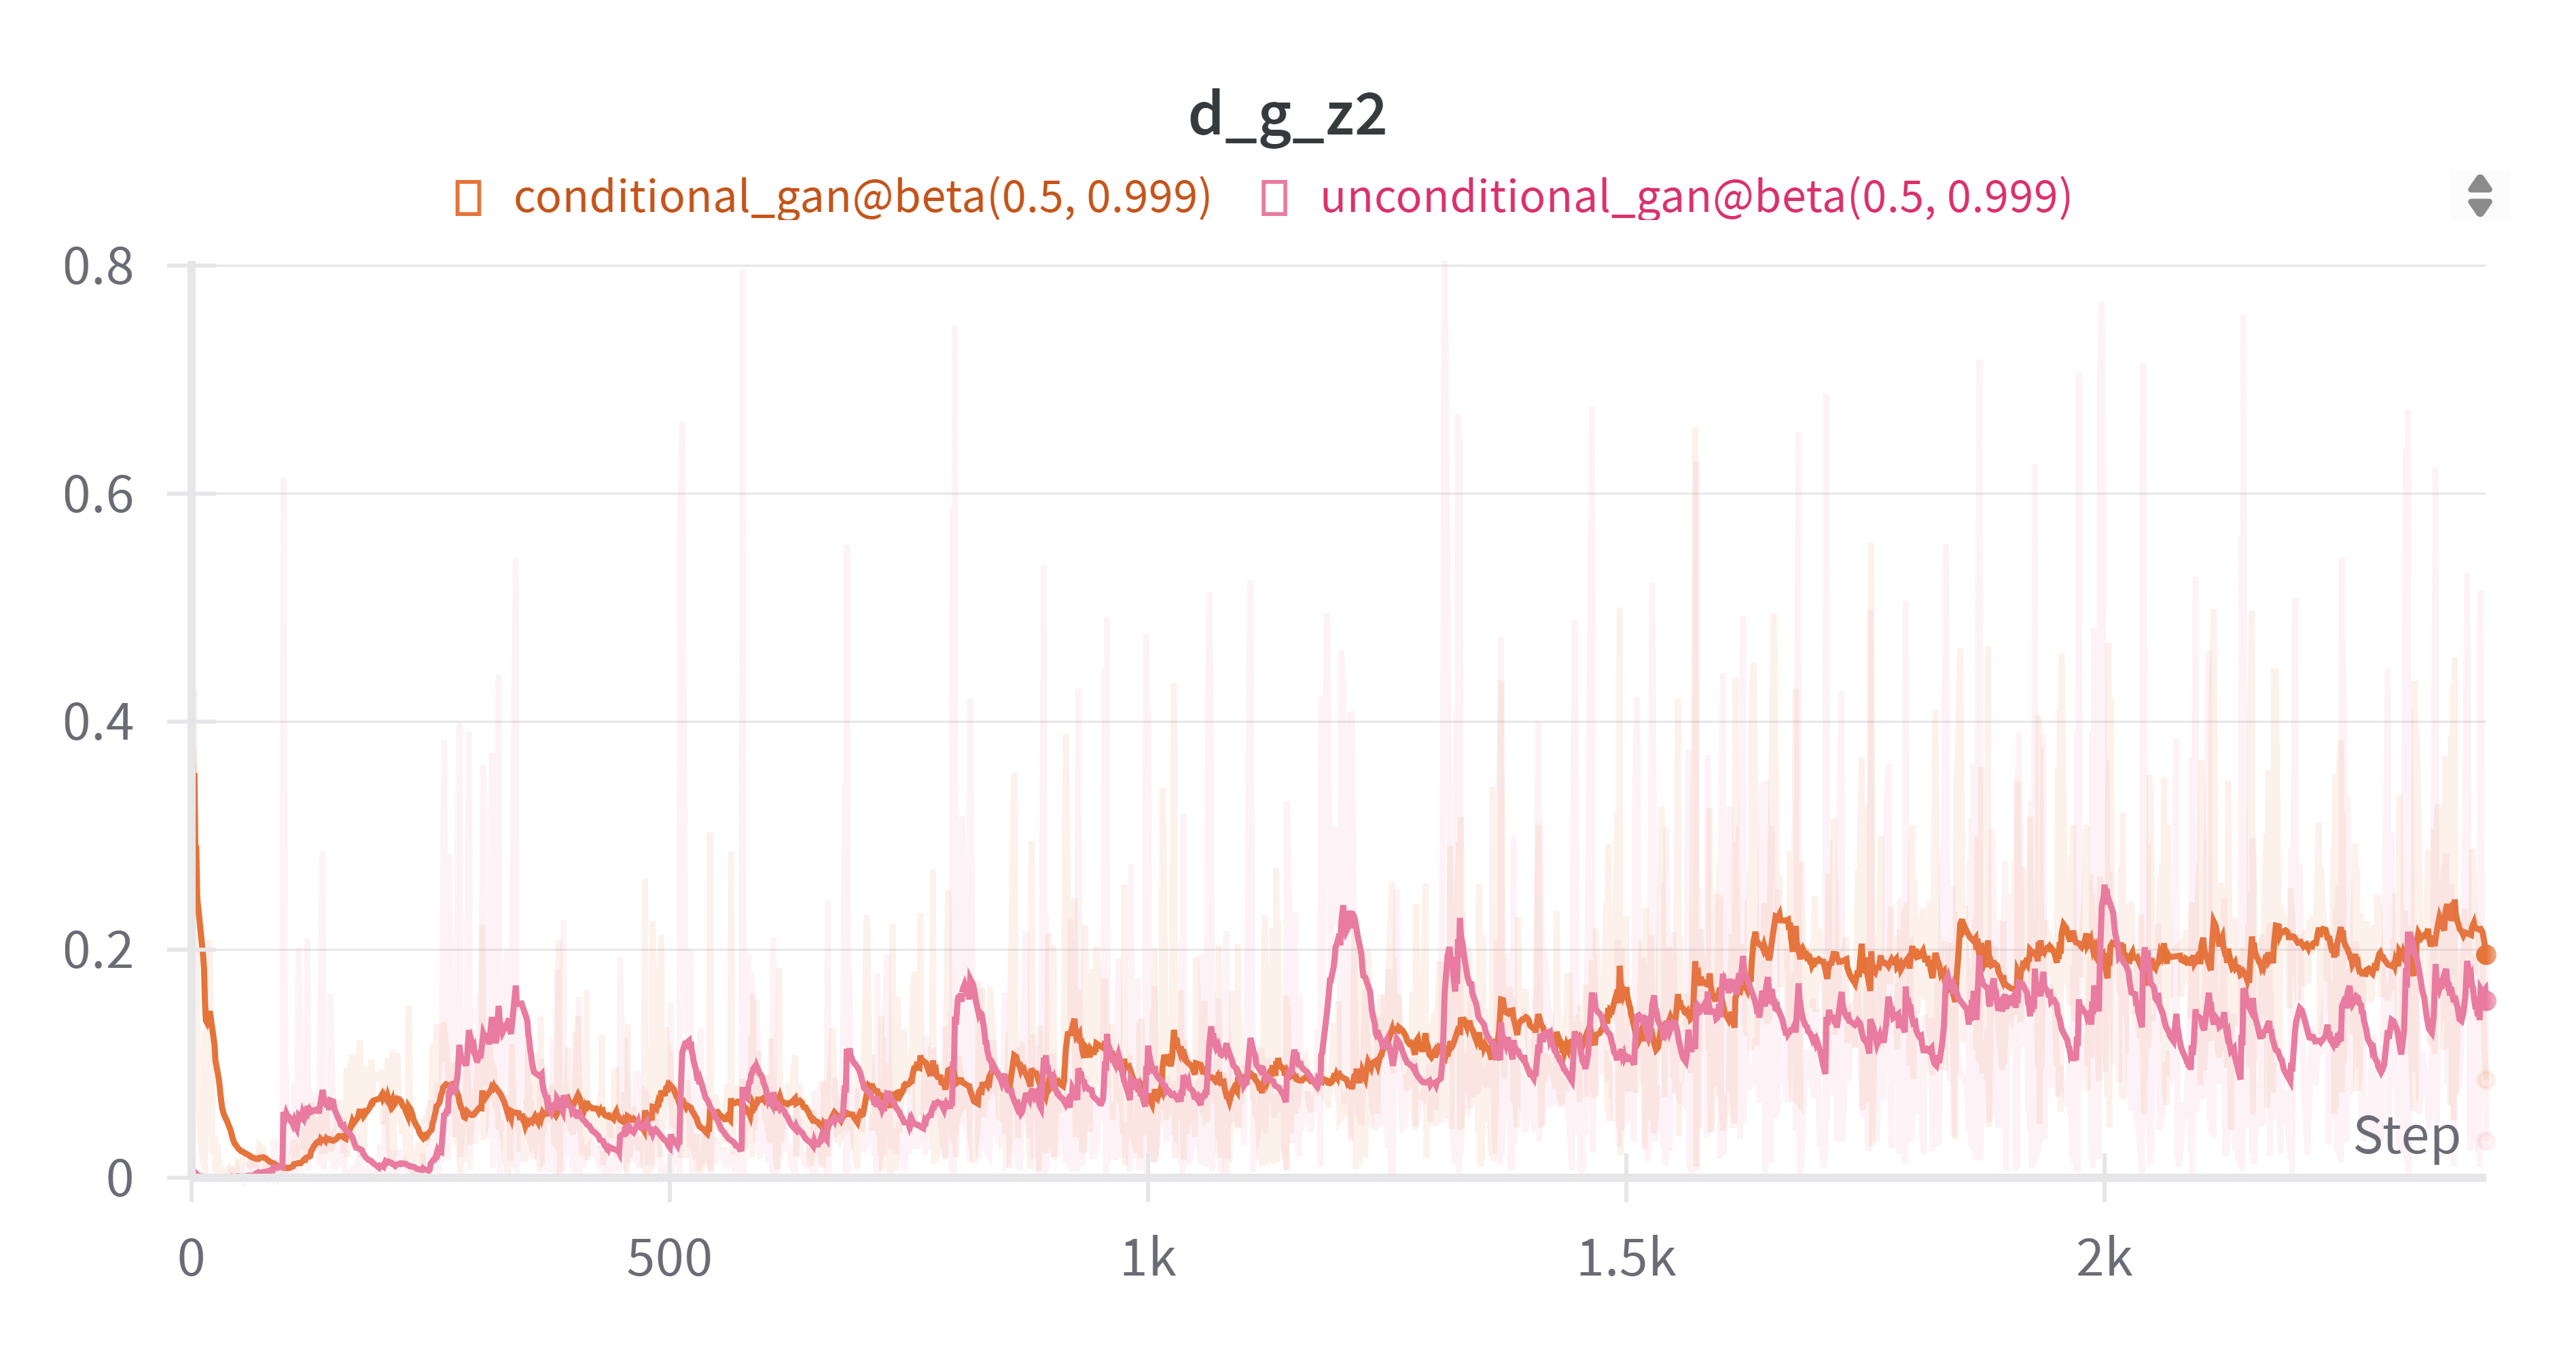 d_g_z2
conditional_gan@beta(0.5, 0.999) unconditional_gan@beta(0.5, 0.999)
0.8
0.6
0.4
0.2
0
Step
0 500 1k 1.5k 2k